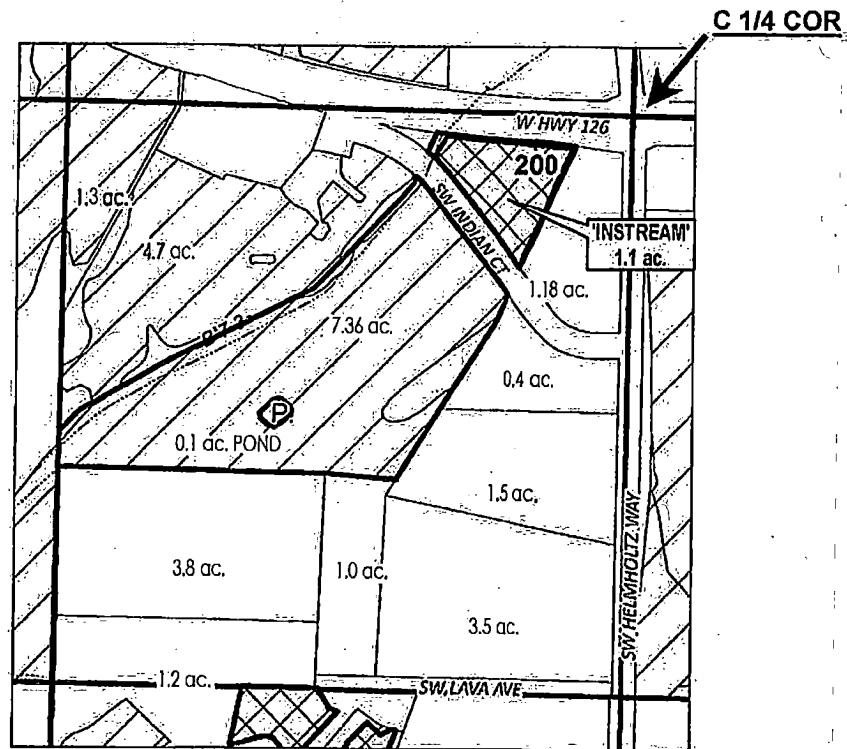 C 1/4 COR
W HWY 126
200
1.3 ac.
SW INDIAN CT
'INSTREAM'
1.1 ac.
4.7 ac.
1.18 ac.
7.36 ac.
0.4 ac.
P
0.1 ac. POND
1.5 ac.
SW HELMHOLTZ WAY
3.8 ac.
1.0 ac.
3.5 ac.
1.2 ac.
SW LAVA AVE